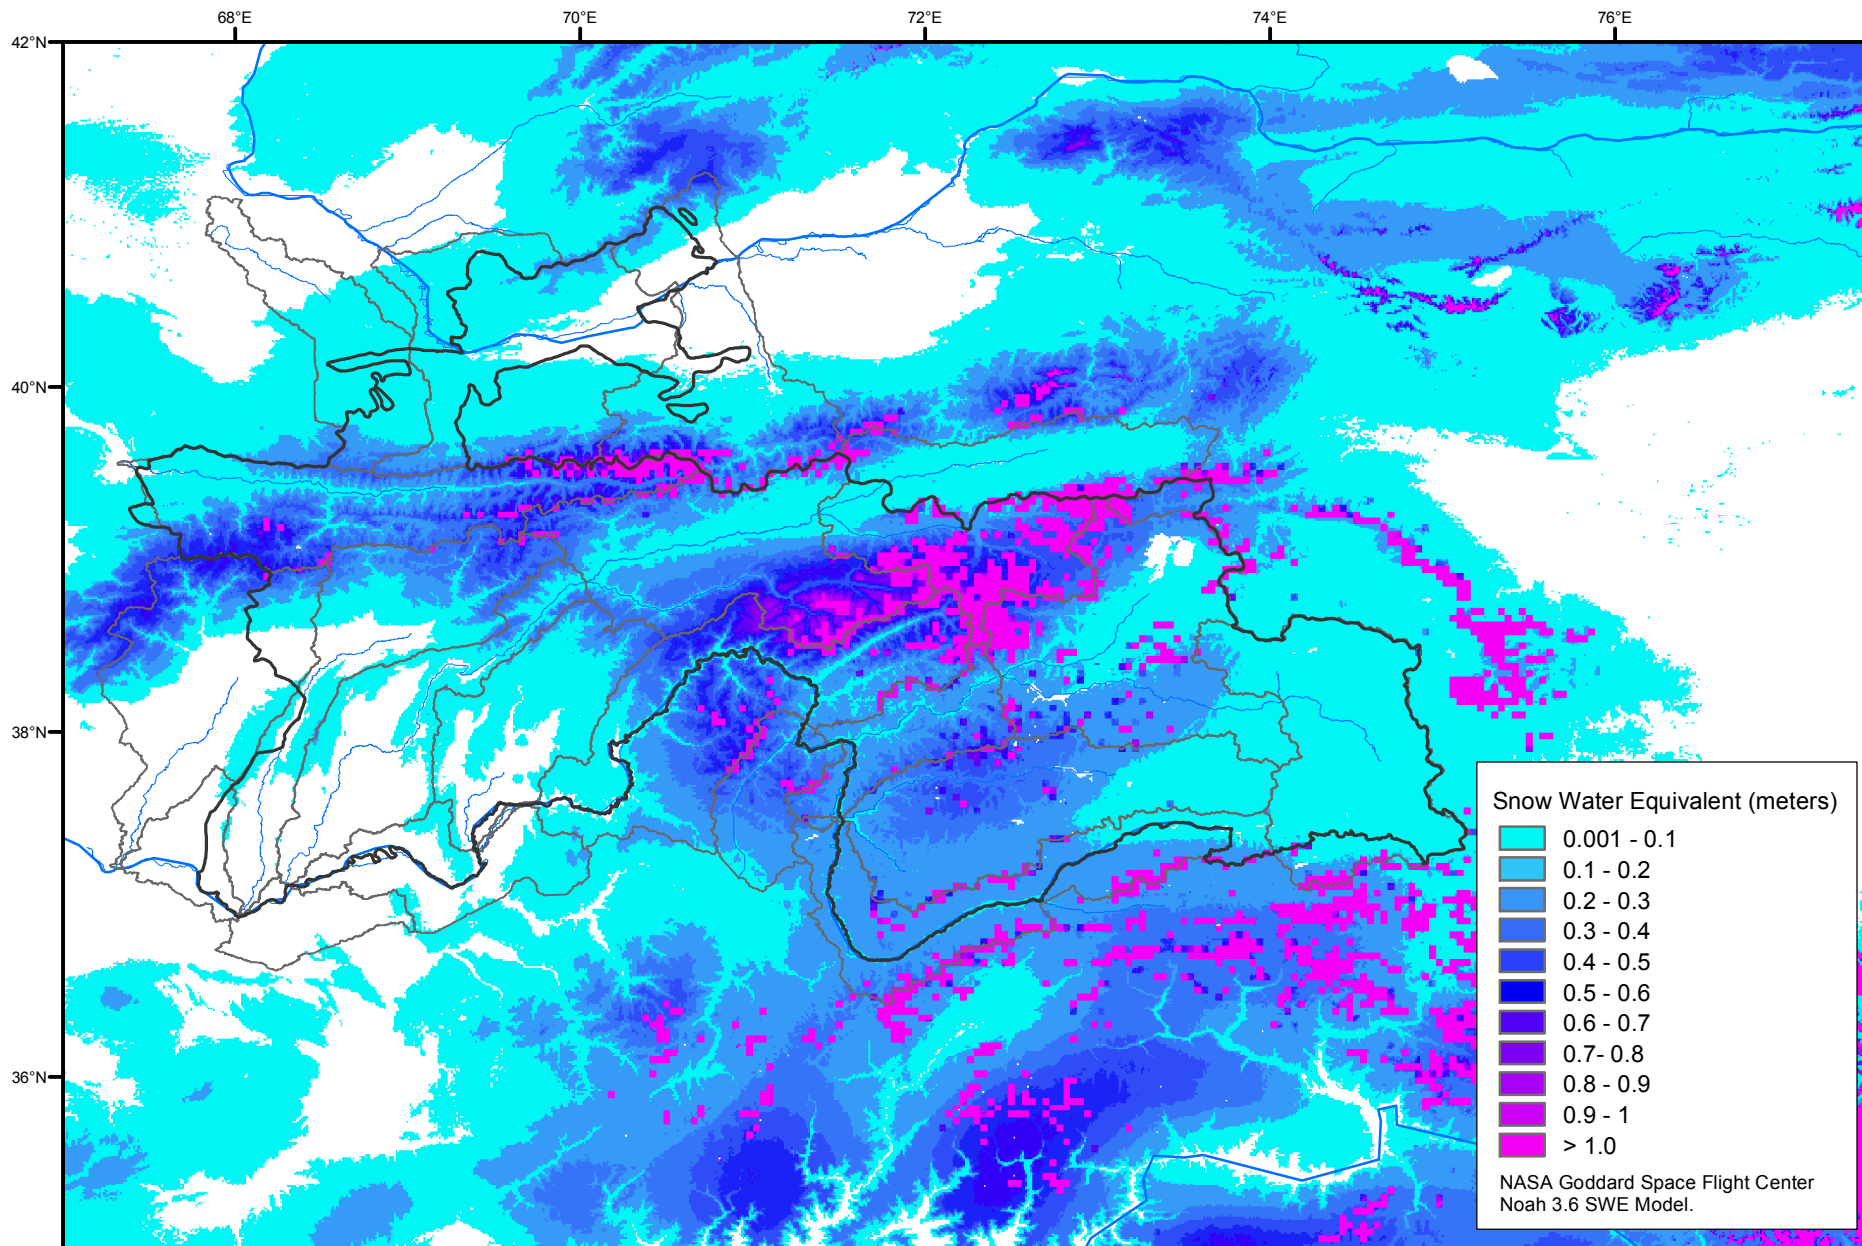 68°E 70°E 72°E 74°E 76°E
42°N
40°N
38°N
36°N
Snow Water Equivalent (meters)
0.001 - 0.1
0.1 - 0.2
0.2 - 0.3
0.3 - 0.4
0.4 - 0.5
0.5 - 0.6
0.6 - 0.7
0.7- 0.8
0.8 - 0.9
0.9 - 1
> 1.0
NASA Goddard Space Flight Center
Noah 3.6 SWE Model.